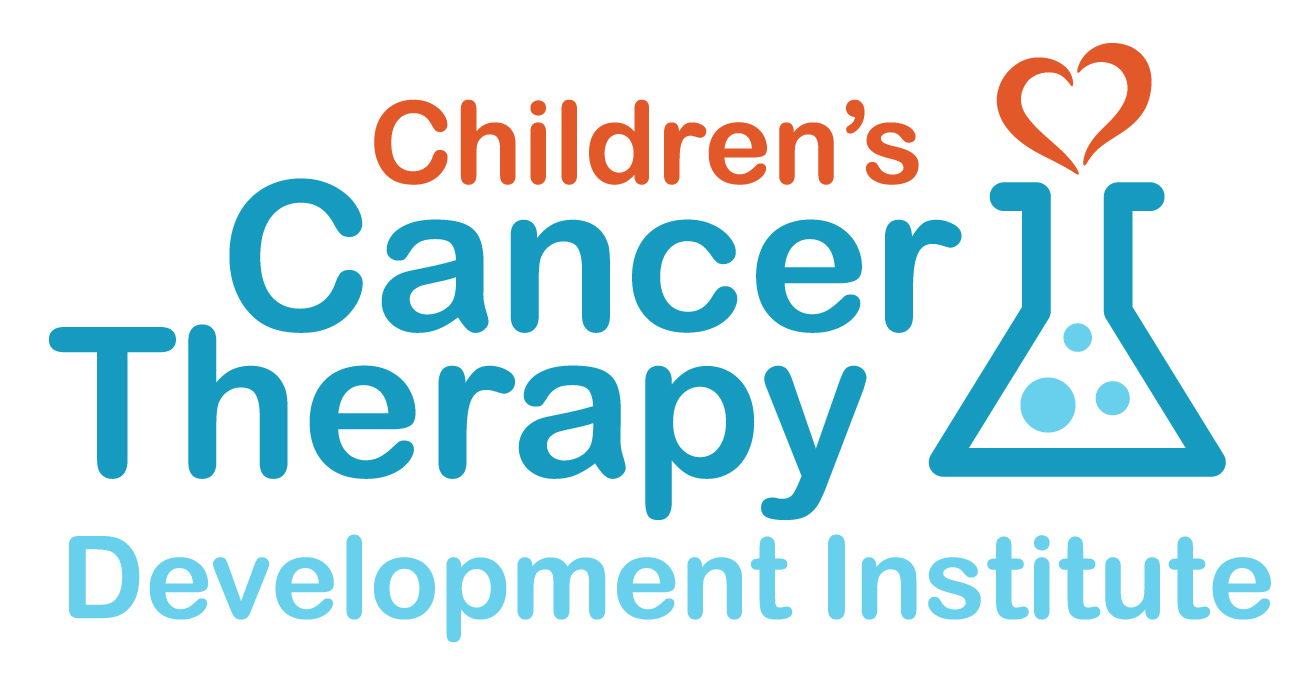 Children’s
Cancer
Therapy
Development Institute